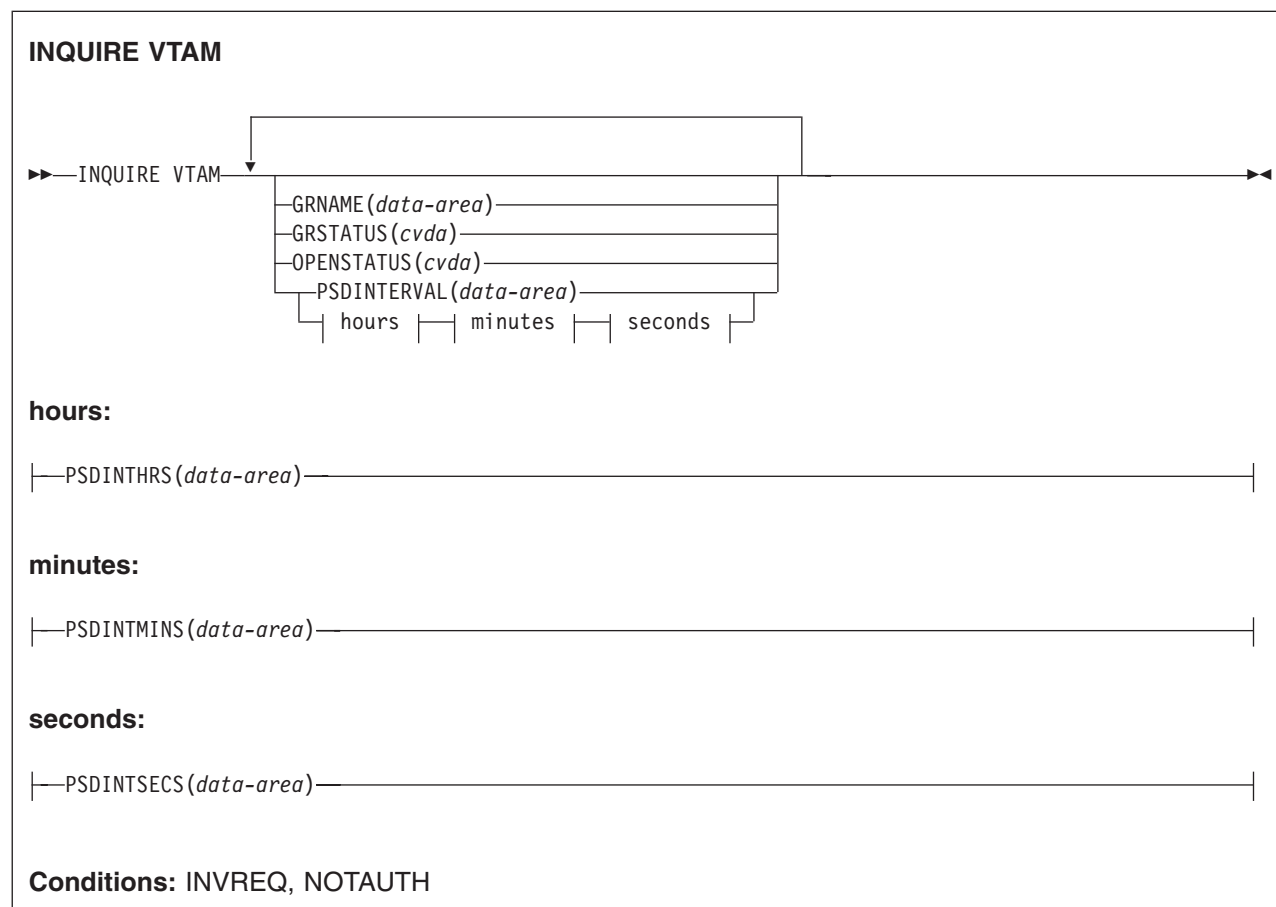 INQUIRE VTAM
INQUIRE VTAM
GRNAME(data-area)
GRSTATUS(cvda)
OPENSTATUS(cvda)
PSDINTERVAL(data-area)
hours minutes seconds
hours:
PSDINTHRS(data-area)
minutes:
PSDINTMINS(data-area)
seconds:
PSDINTSECS(data-area)
Conditions: INVREQ, NOTAUTH